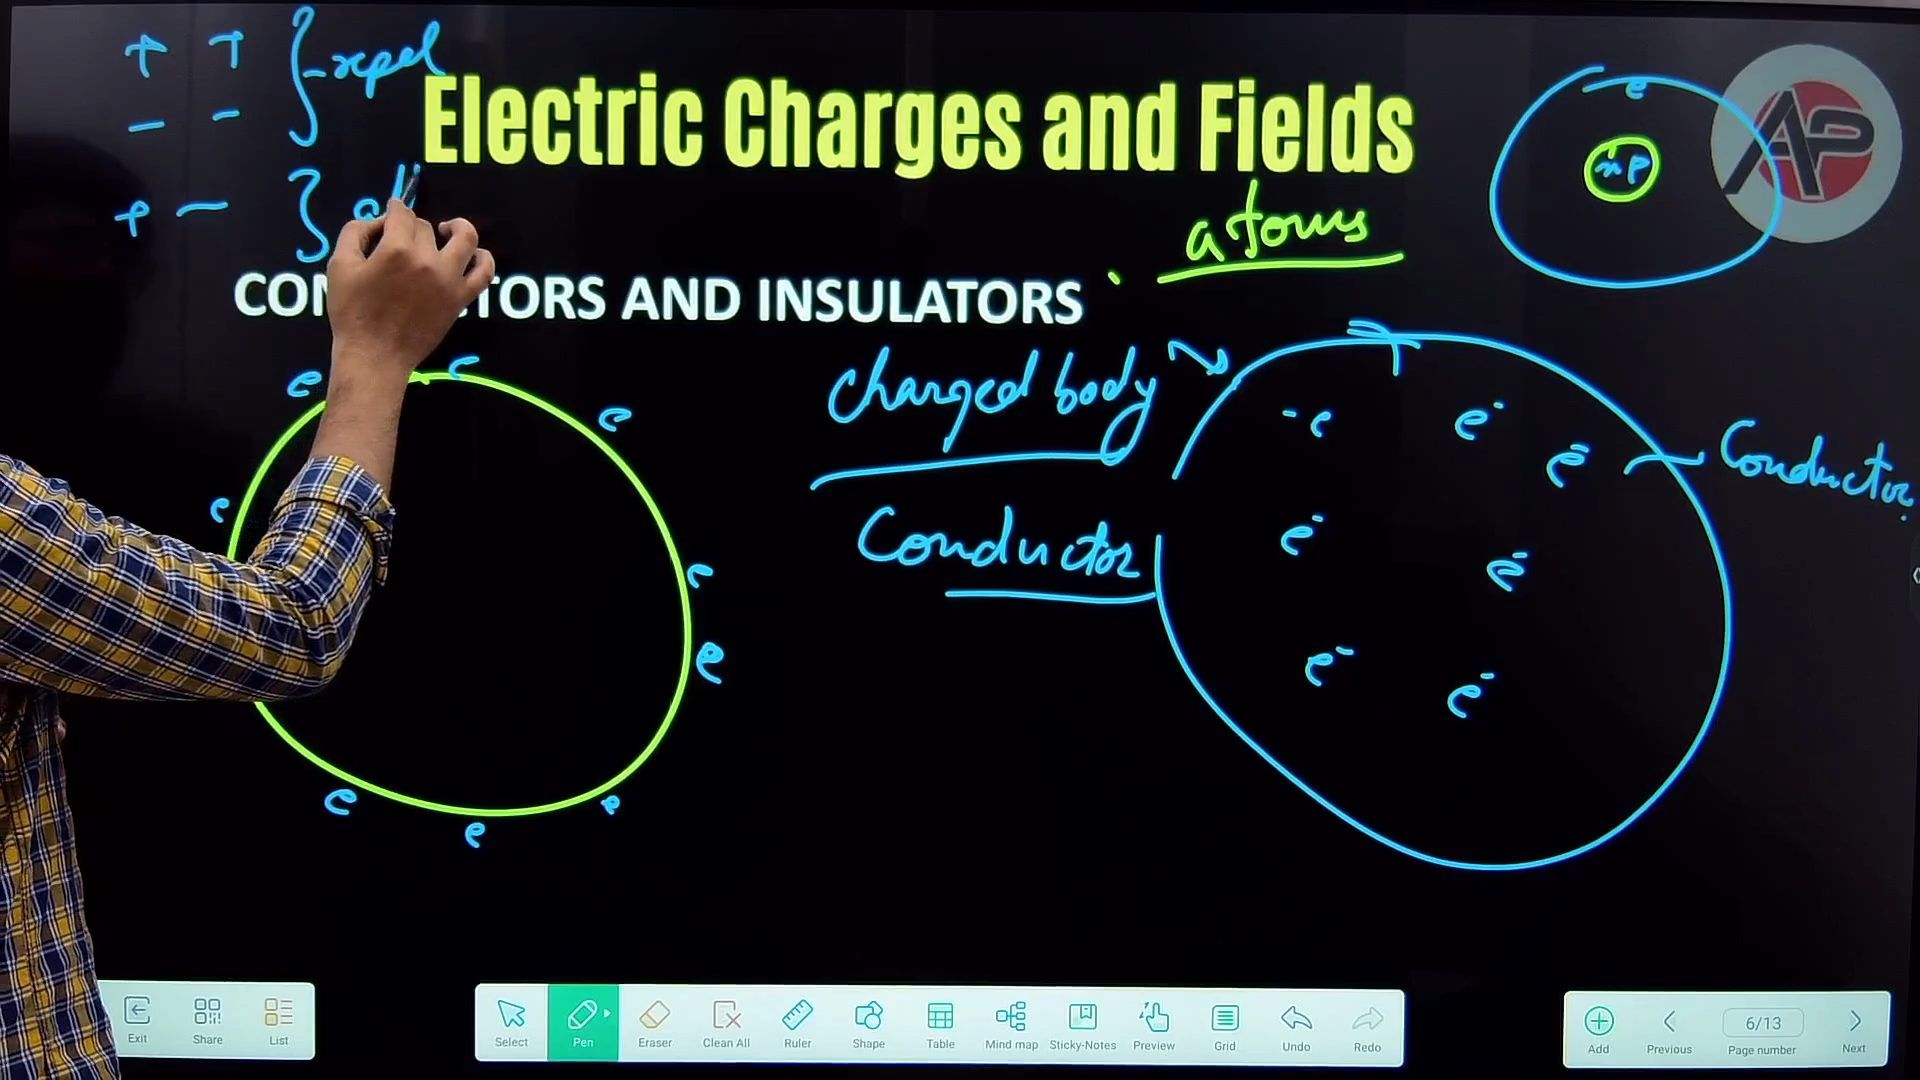 + + } - repel
- -
+ - }
Electric Charges and Fields
AP
e
n p
atoms
CON TORS AND INSULATORS
charged body
Conductor
- e
e-
e-
Conductor
e-
e-
e-
e-
e
e
e
e
e
e
e
e
e
Exit
Share
List
Select
Pen
Eraser
Clean All
Ruler
Shape
Table
Mind map
Sticky-Notes
Preview
Grid
Undo
Redo
Add
Previous
6/13
Page number
Next